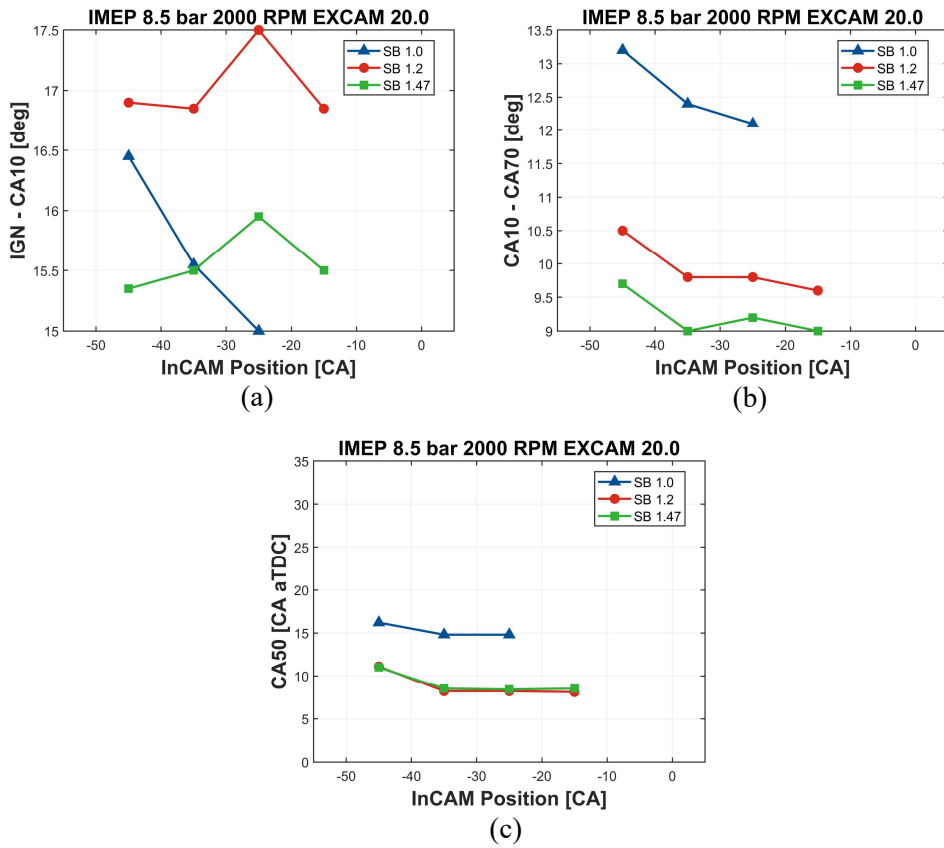 IMEP 8.5 bar 2000 RPM EXCAM 20.0
17.5
17
16.5
16
15.5
15
IGN - CA10 [deg]
SB 1.0
SB 1.2
SB 1.47
-50 -40 -30 -20 -10 0
InCAM Position [CA]
(a)
IMEP 8.5 bar 2000 RPM EXCAM 20.0
13.5
13
12.5
12
11.5
11
10.5
10
9.5
9
CA10 - CA70 [deg]
SB 1.0
SB 1.2
SB 1.47
-50 -40 -30 -20 -10 0
InCAM Position [CA]
(b)
IMEP 8.5 bar 2000 RPM EXCAM 20.0
35
30
25
20
15
10
5
0
CA50 [CA aTDC]
SB 1.0
SB 1.2
SB 1.47
-50 -40 -30 -20 -10 0
InCAM Position [CA]
(c)